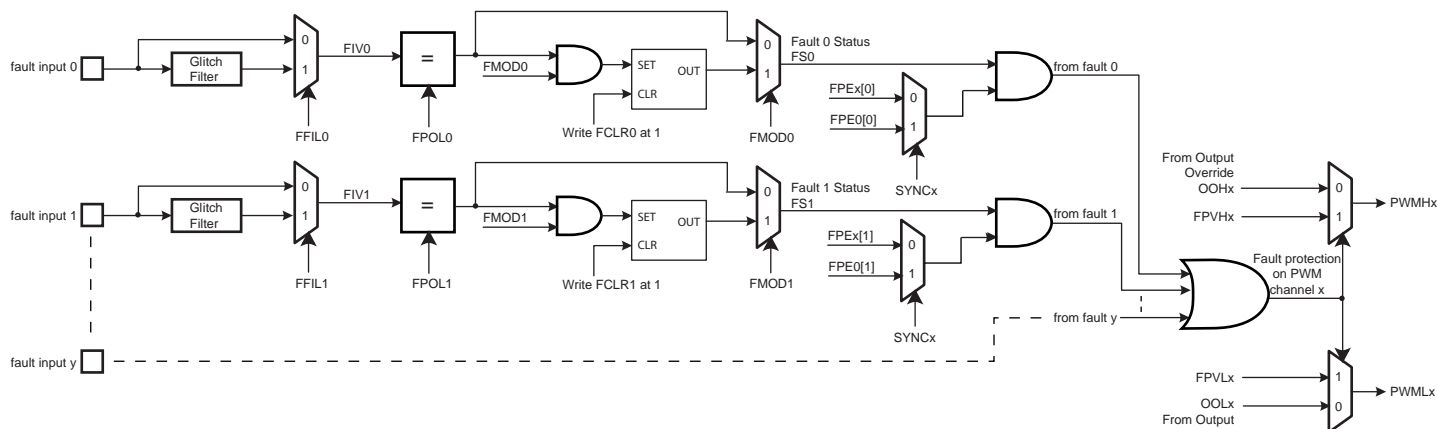 fault input 0
Glitch
Filter
0
1
FFIL0
FIV0
=
FPOL0
FMOD0
SET
OUT
CLR
Write FCLR0 at 1
0
1
FMOD0
Fault 0 Status
FS0
FPEx[0]
FPE0[0]
0
1
SYNCx
from fault 0
fault input 1
Glitch
Filter
0
1
FFIL1
FIV1
=
FPOL1
FMOD1
SET
OUT
CLR
Write FCLR1 at 1
0
1
FMOD1
Fault 1 Status
FS1
FPEx[1]
FPE0[1]
0
1
SYNCx
from fault 1
fault input y
from fault y
Fault protection
on PWM
channel x
From Output
Override
OOHx
FPVHx
0
1
PWMHx
FPVLx
OOLx
From Output
1
0
PWMLx